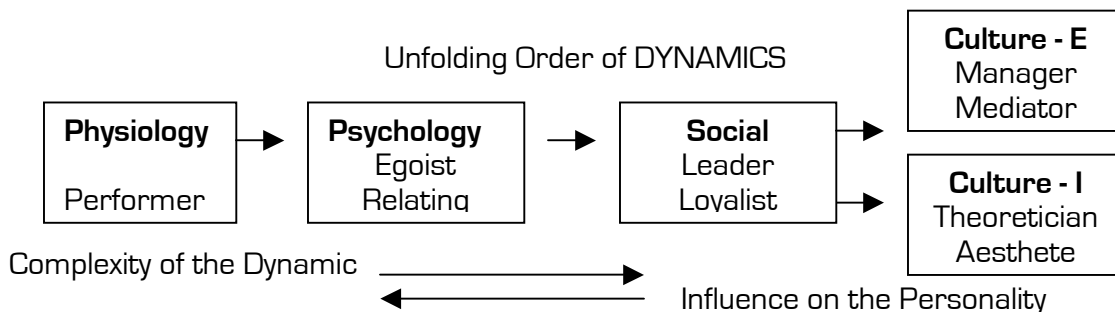 Unfolding Order of DYNAMICS
Physiology
Performer
Psychology
Egoist
Relating
Social
Leader
Loyalist
Culture - E
Manager
Mediator
Culture - I
Theoretician
Aesthete
Complexity of the Dynamic
Influence on the Personality